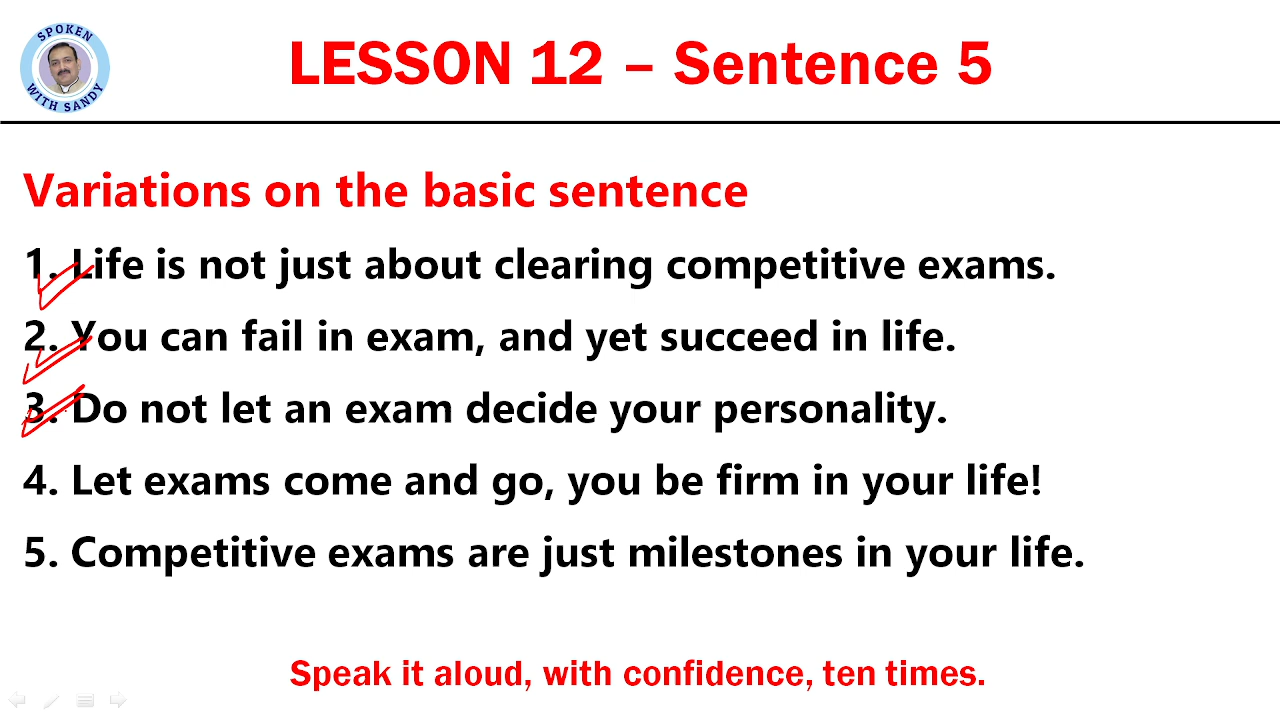 SPOKEN
WITH SANDY
LESSON 12 – Sentence 5
Variations on the basic sentence
1. Life is not just about clearing competitive exams.
2. You can fail in exam, and yet succeed in life.
3. Do not let an exam decide your personality.
4. Let exams come and go, you be firm in your life!
5. Competitive exams are just milestones in your life.
Speak it aloud, with confidence, ten times.